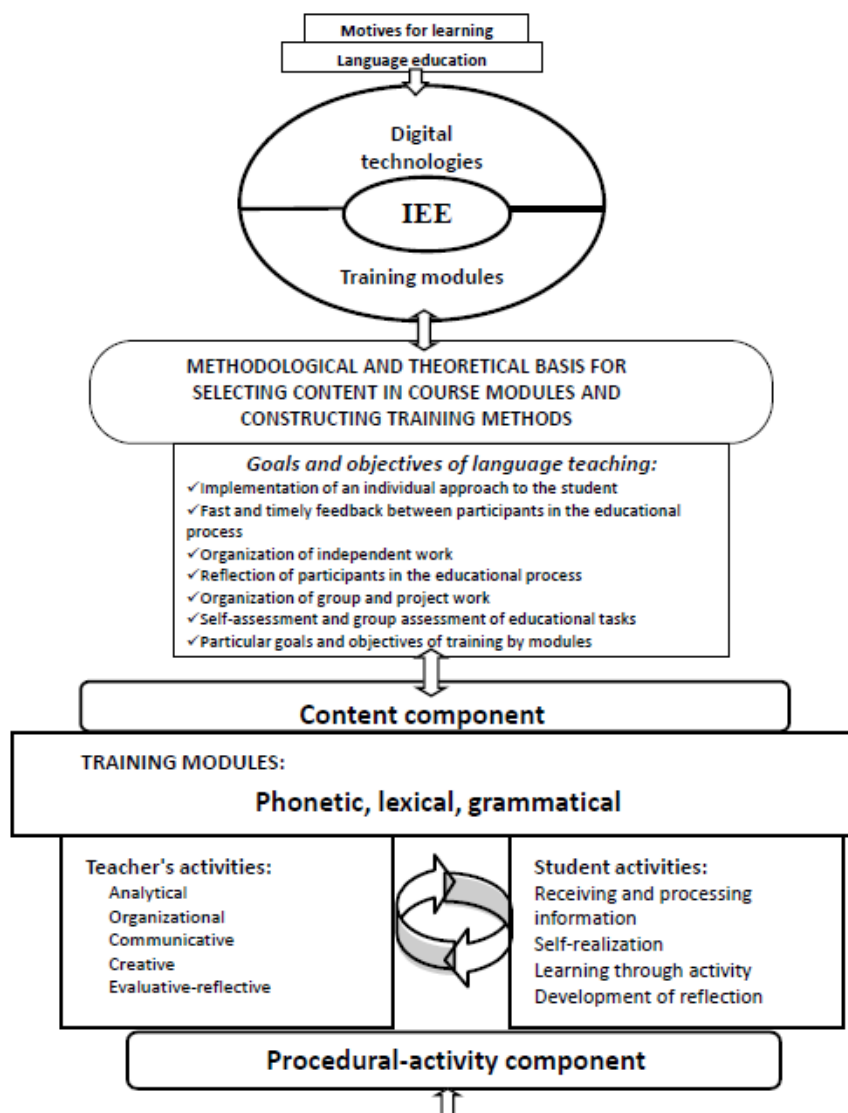 Motives for learning
Language education
Digital
technologies
IEE
Training modules
METHODOLOGICAL AND THEORETICAL BASIS FOR
SELECTING CONTENT IN COURSE MODULES AND
CONSTRUCTING TRAINING METHODS
Goals and objectives of language teaching:
✓Implementation of an individual approach to the student
✓Fast and timely feedback between participants in the educational
process
✓Organization of independent work
✓Reflection of participants in the educational process
✓Organization of group and project work
✓Self-assessment and group assessment of educational tasks
✓Particular goals and objectives of training by modules
Content component
TRAINING MODULES:
Phonetic, lexical, grammatical
Teacher's activities:
Analytical
Organizational
Communicative
Creative
Evaluative-reflective
Student activities:
Receiving and processing
information
Self-realization
Learning through activity
Development of reflection
Procedural-activity component